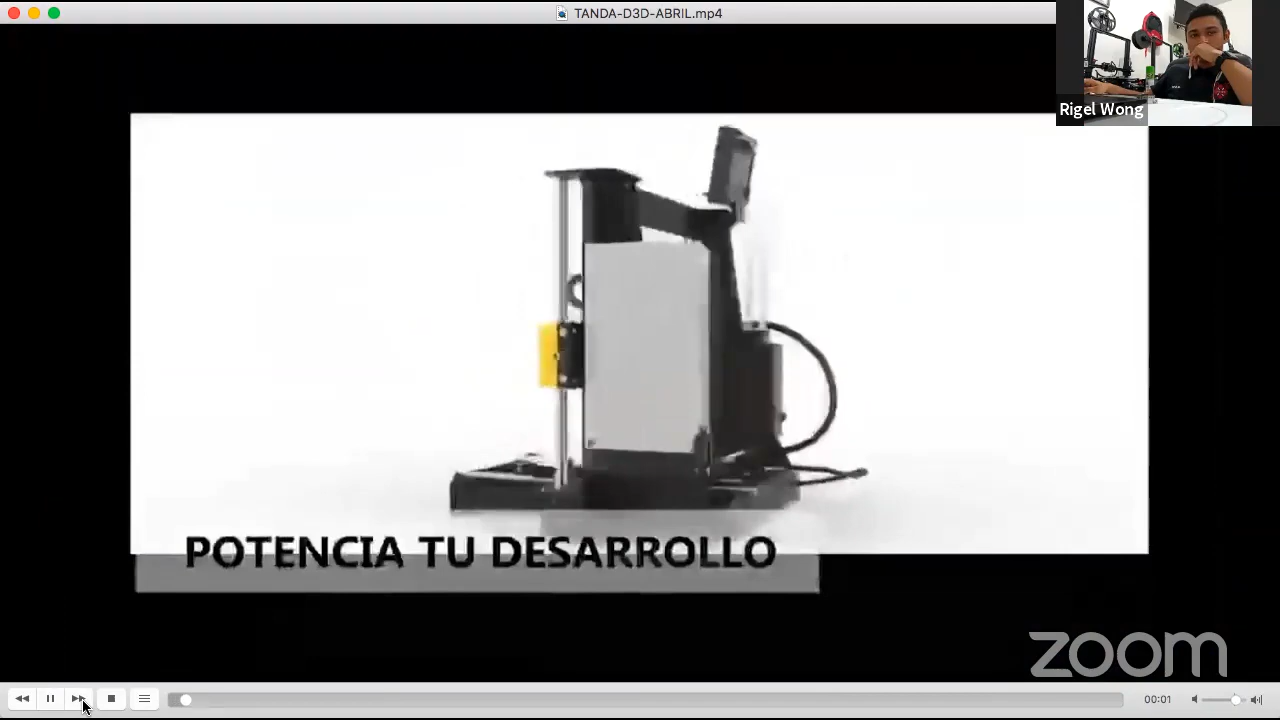 TANDA-D3D-ABRIL.mp4
Rigel Wong
POTENCIA TU DESARROLLO
zoom
00:01